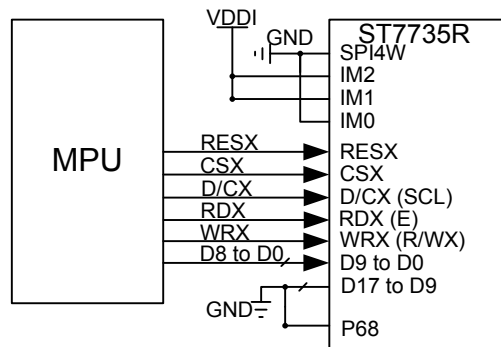 VDDI
ST7735R
GND
SPI4W
IM2
IM1
IM0
MPU
RESX
RESX
CSX
CSX
D/CX
D/CX (SCL)
RDX
RDX (E)
WRX
WRX (R/WX)
D8 to D0
D9 to D0
D17 to D9
GND
P68